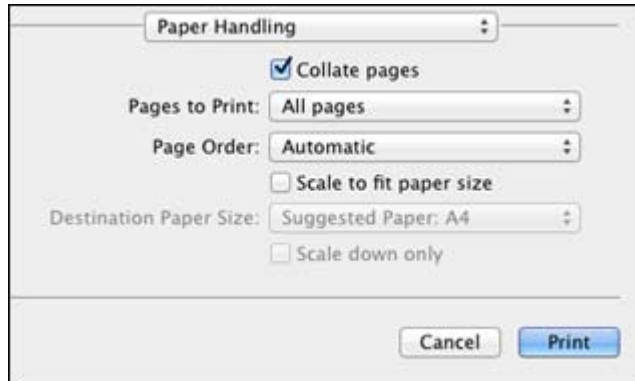 Paper Handling
Collate pages
Pages to Print: All pages
Page Order: Automatic
Scale to fit paper size
Destination Paper Size: Suggested Paper: A4
Scale down only
Cancel Print